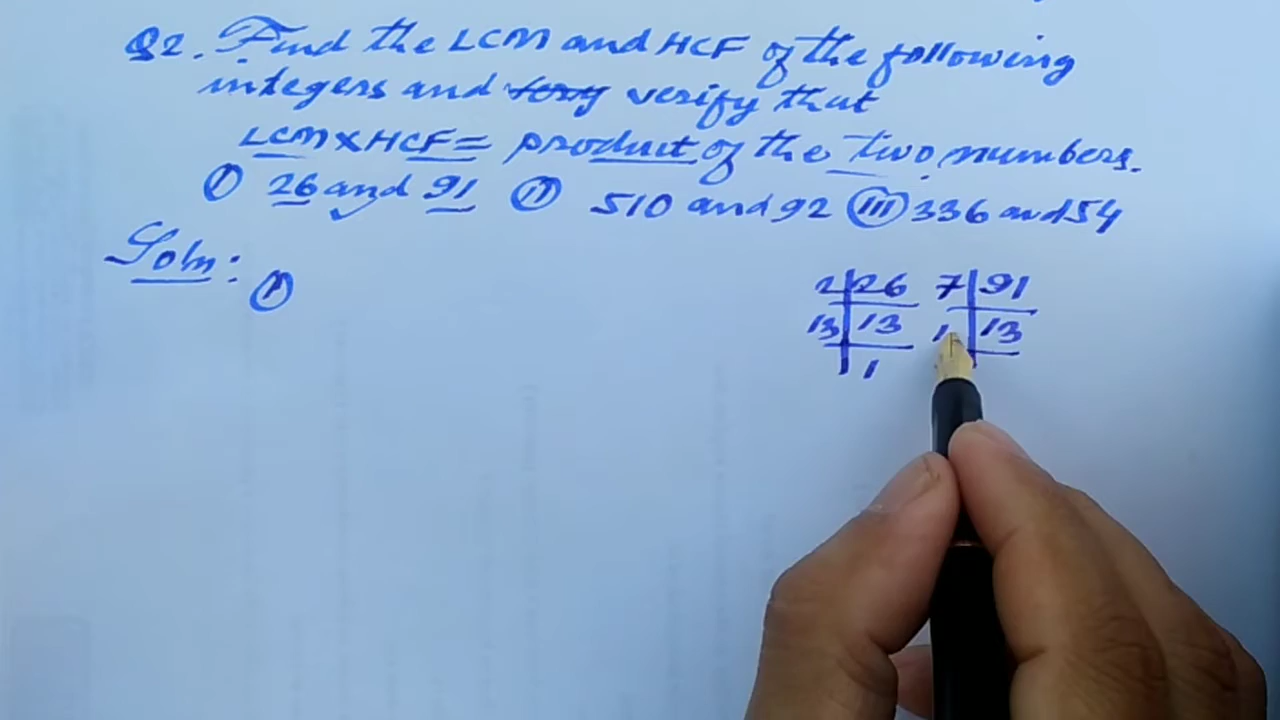 Q2. Find the LCM and HCF of the following
integers and very verify that
LCM×HCF= product of the two numbers.
(i) 26 and 91 (ii) 510 and 92 (iii) 336 and 54
Soln: (i)
2 26 7 91
13 13 1 13
1